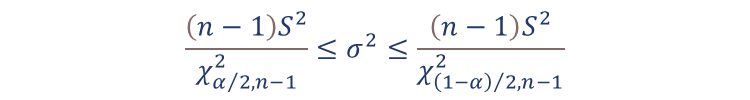 (n − 1)S² / χ²_{α/2,n−1} ≤ σ² ≤ (n − 1)S² / χ²_{(1−α)/2,n−1}